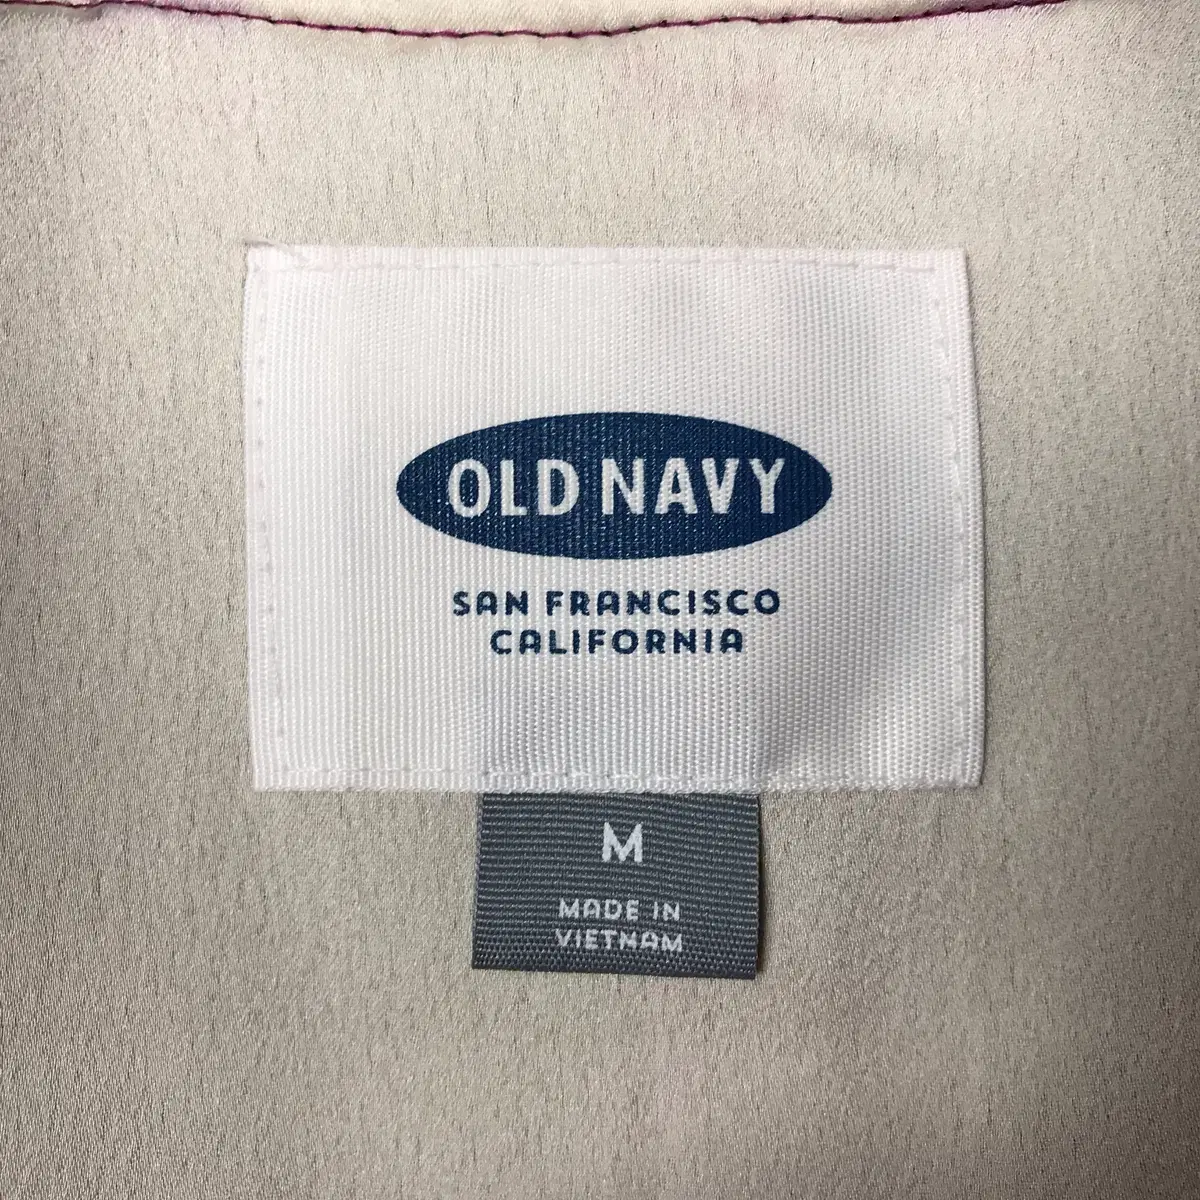 OLD NAVY
SAN FRANCISCO
CALIFORNIA
M
MADE IN
VIETNAM